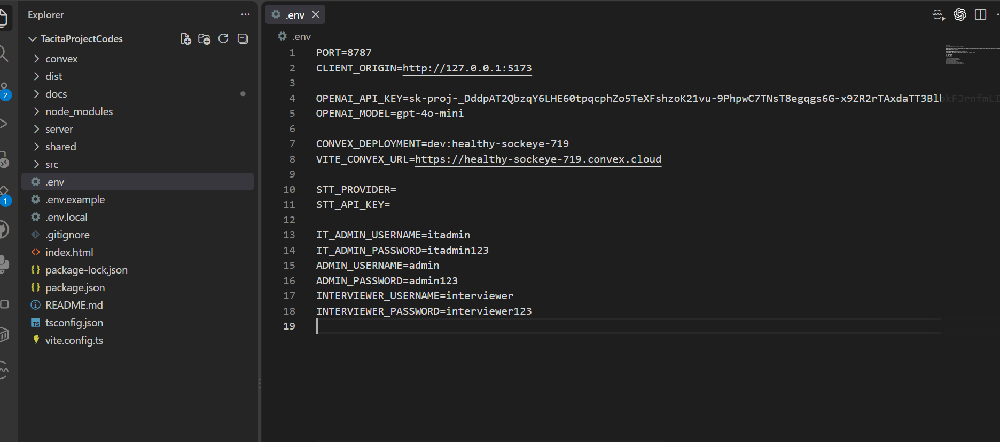 Explorer
TacitaProjectCodes
convex
dist
docs
node_modules
server
shared
src
.env
.env.example
.env.local
.gitignore
index.html
package-lock.json
package.json
README.md
tsconfig.json
vite.config.ts
2
1
.env
.env
1 PORT=8787
2 CLIENT_ORIGIN=http://127.0.0.1:5173
3
4 OPENAI_API_KEY=sk-proj-_DddpAT2QbzqY6LHE60tpqcphZo5TeXFshzoK21vu-9PhpwC7TNsT8egqgs6G-x9ZR2rTAxdaTT3Bl
5 OPENAI_MODEL=gpt-4o-mini
6
7 CONVEX_DEPLOYMENT=dev:healthy-sockeye-719
8 VITE_CONVEX_URL=https://healthy-sockeye-719.convex.cloud
9
10 STT_PROVIDER=
11 STT_API_KEY=
12
13 IT_ADMIN_USERNAME=itadmin
14 IT_ADMIN_PASSWORD=itadmin123
15 ADMIN_USERNAME=admin
16 ADMIN_PASSWORD=admin123
17 INTERVIEWER_USERNAME=interviewer
18 INTERVIEWER_PASSWORD=interviewer123
19